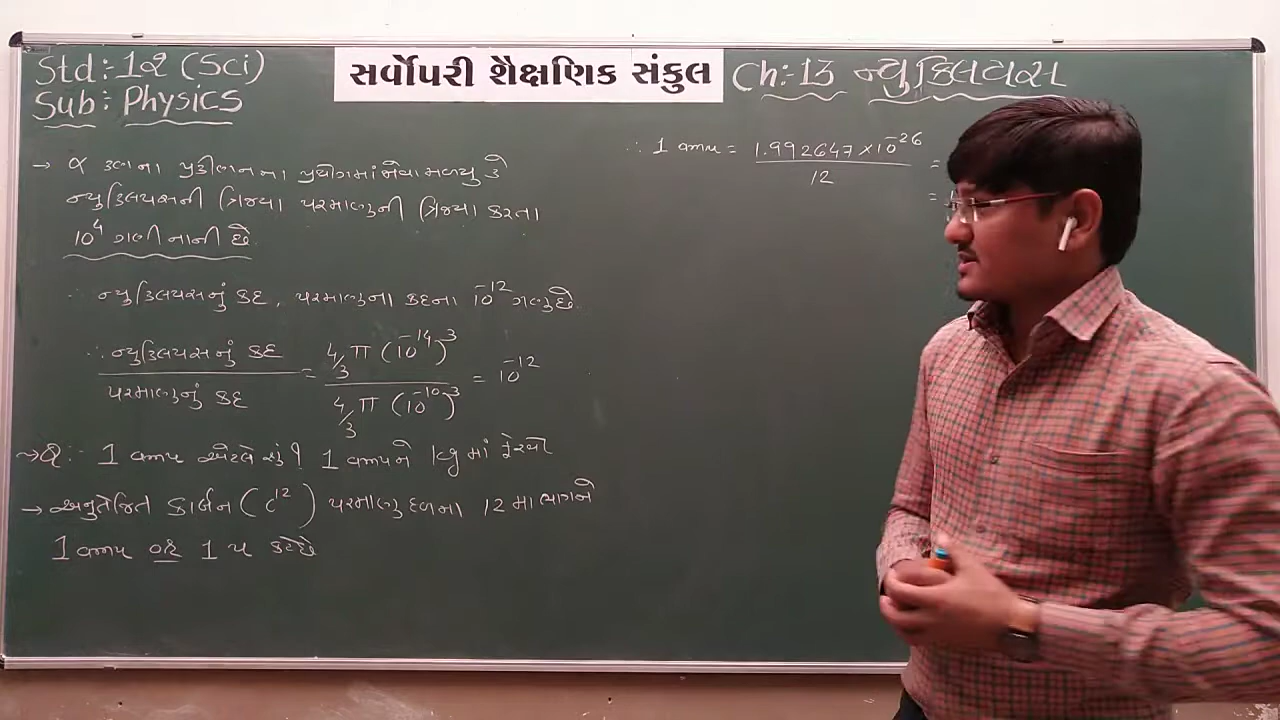 Std:-12 (Sci)
Sub: Physics
સર્વોપરી શૈક્ષણિક સંકુલ
Ch:-13 ન્યુક્લિયસ
→ α કણના પ્રકીર્ણનના પ્રયોગમાં જોવા મળ્યુ કે
ન્યુક્લિયસની ત્રિજ્યા પરમાણુની ત્રિજ્યા કરતા
10⁴ ગણી નાની છે.
∴ ન્યુક્લિયસનું કદ, પરમાણુના કદના 10⁻¹² ગણુ છે.
∴ ન્યુક્લિયસનું કદ / પરમાણુનું કદ = 4/3 π (10⁻¹⁴)³ / 4/3 π (10⁻¹⁰)³ = 10⁻¹²
→ Q:- 1 amu એટલે શું? 1 amu ને kg માં ફેરવો
→ અનુત્તેજિત કાર્બન (C¹²) પરમાણુ દળના 12 મા ભાગને
1 amu or 1 u કહે છે
∴ 1 amu = 1.992647 × 10⁻²⁶ / 12 =
=